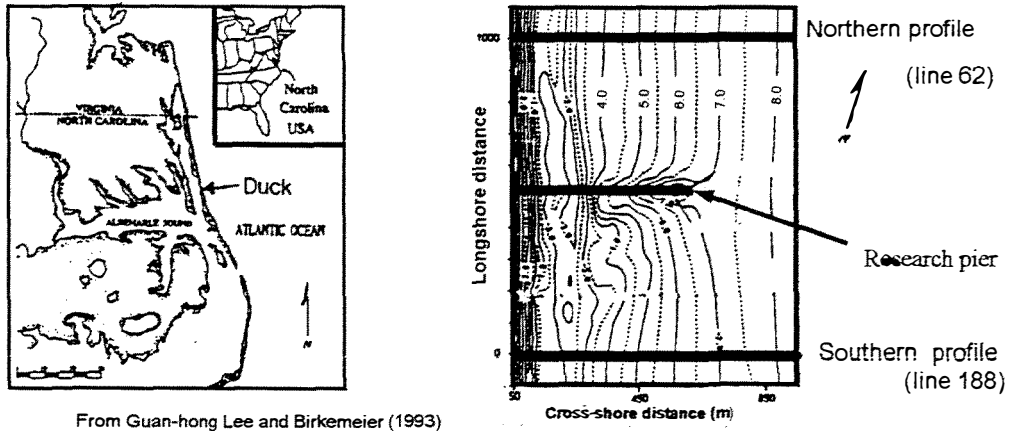 North
Carolina
USA
VIRGINIA
NORTH CAROLINA
Duck
ALBEMARLE SOUND
ATLANTIC OCEAN
N
From Guan-hong Lee and Birkemeier (1993)
Longshore distance
1000
0
4.0
5.0
6.0
7.0
8.0
50
490
890
Cross-shore distance (m)
Northern profile
(line 62)
Research pier
Southern profile
(line 188)